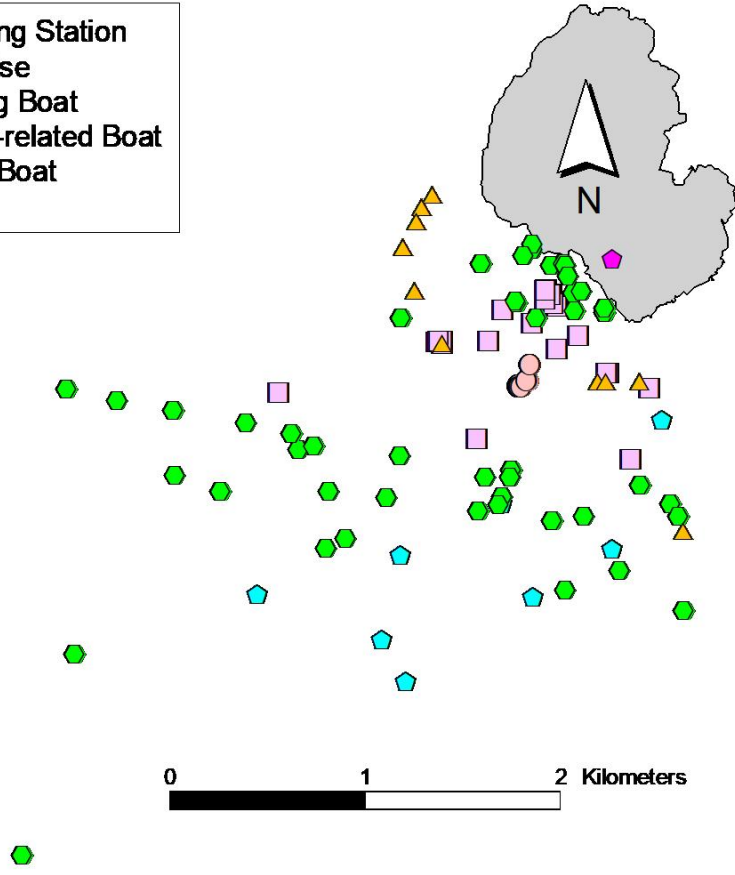 ng Station
se
g Boat
-related Boat
Boat
N
0 1 2 Kilometers